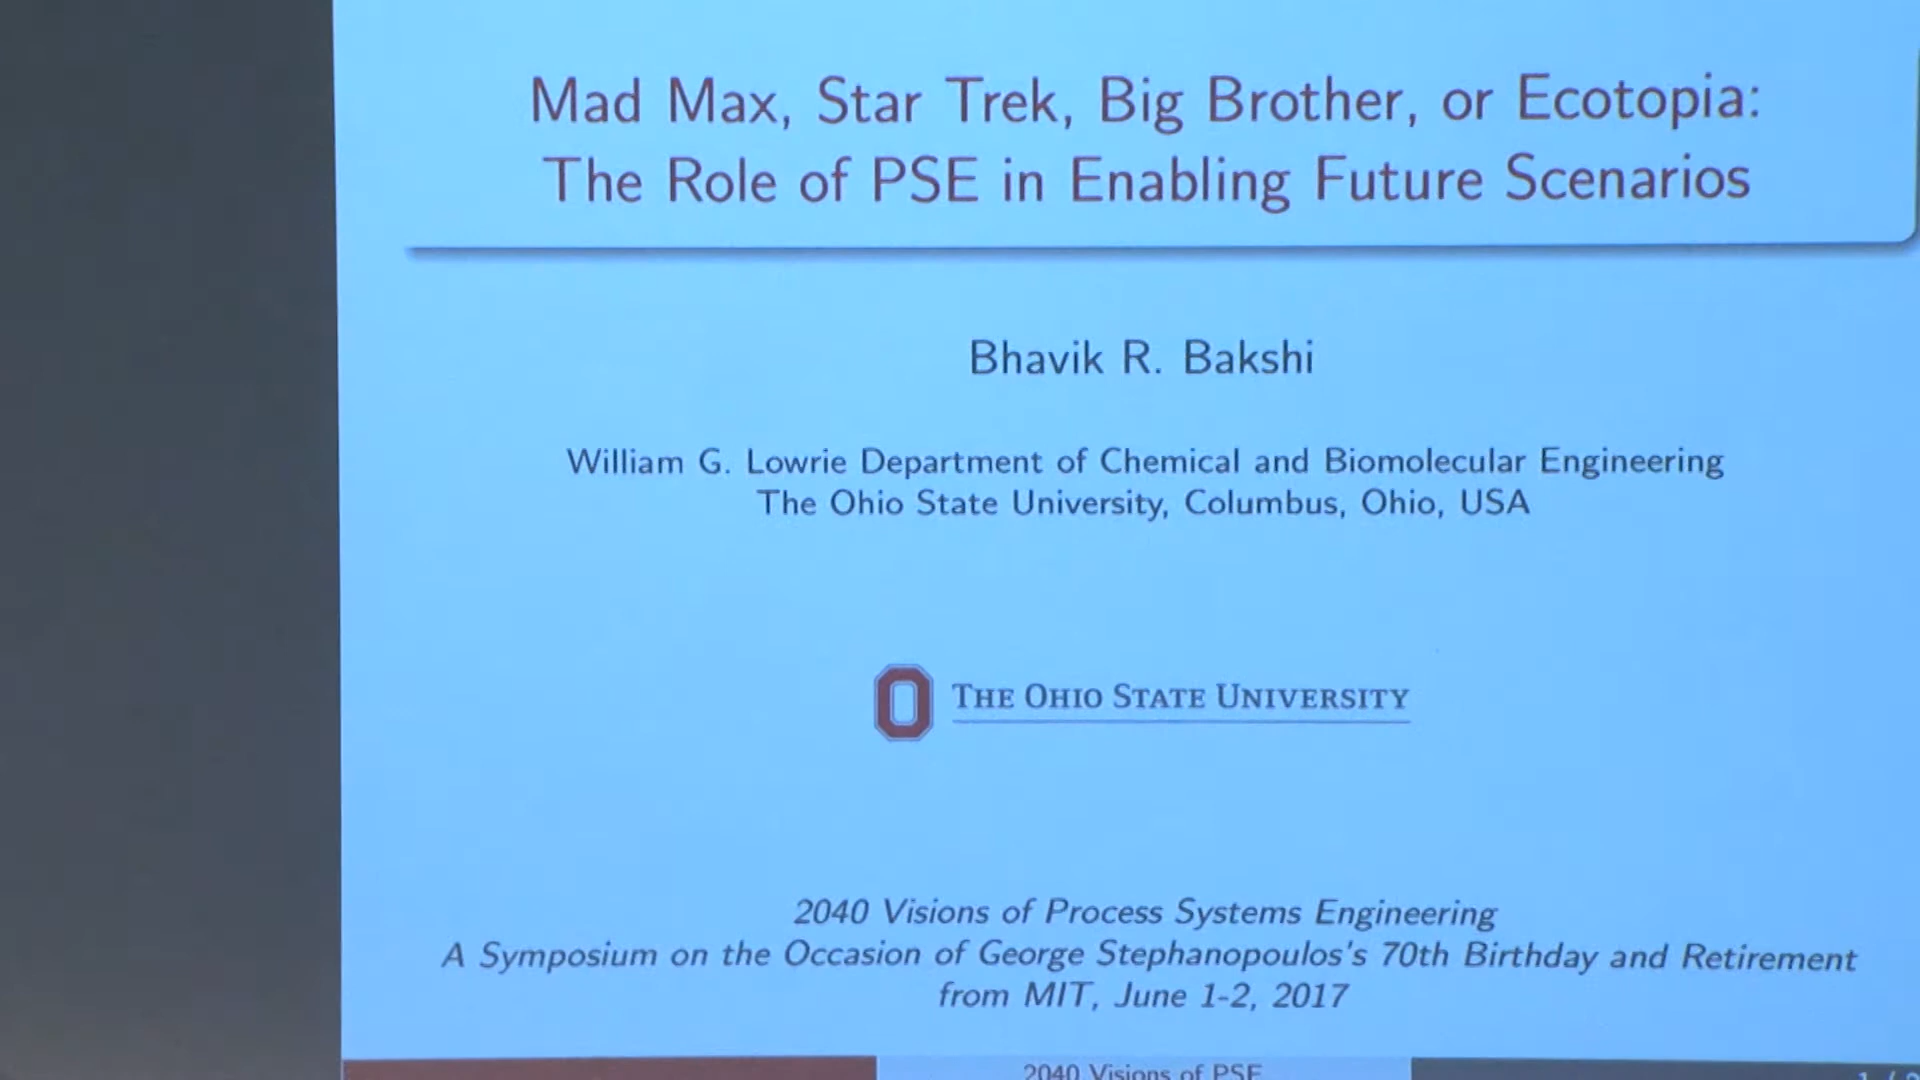 Mad Max, Star Trek, Big Brother, or Ecotopia:
The Role of PSE in Enabling Future Scenarios
Bhavik R. Bakshi
William G. Lowrie Department of Chemical and Biomolecular Engineering
The Ohio State University, Columbus, Ohio, USA
THE OHIO STATE UNIVERSITY
2040 Visions of Process Systems Engineering
A Symposium on the Occasion of George Stephanopoulos's 70th Birthday and Retirement
from MIT, June 1-2, 2017
2040 Visions of PSE